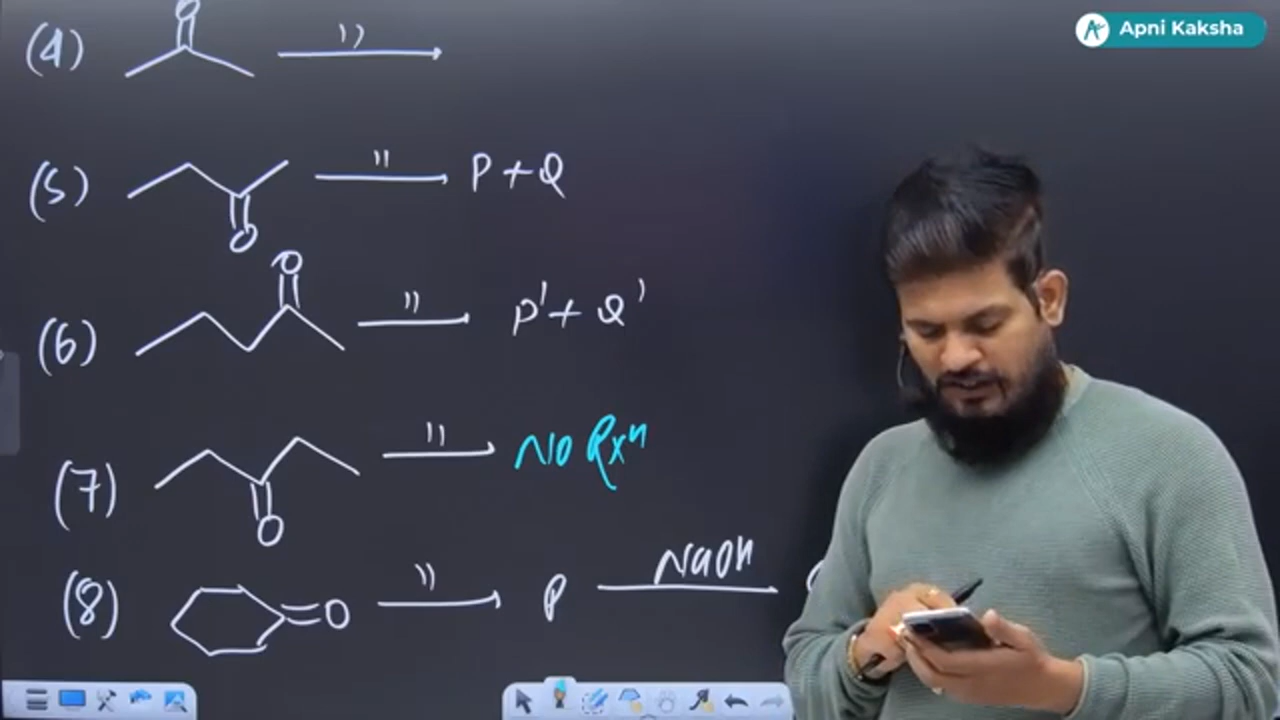 Apni Kaksha
(4) O ))
(5) O )) P + Q
(6) O )) P' + Q'
(7) O )) NO Rxn
(8) =O )) P NaOH